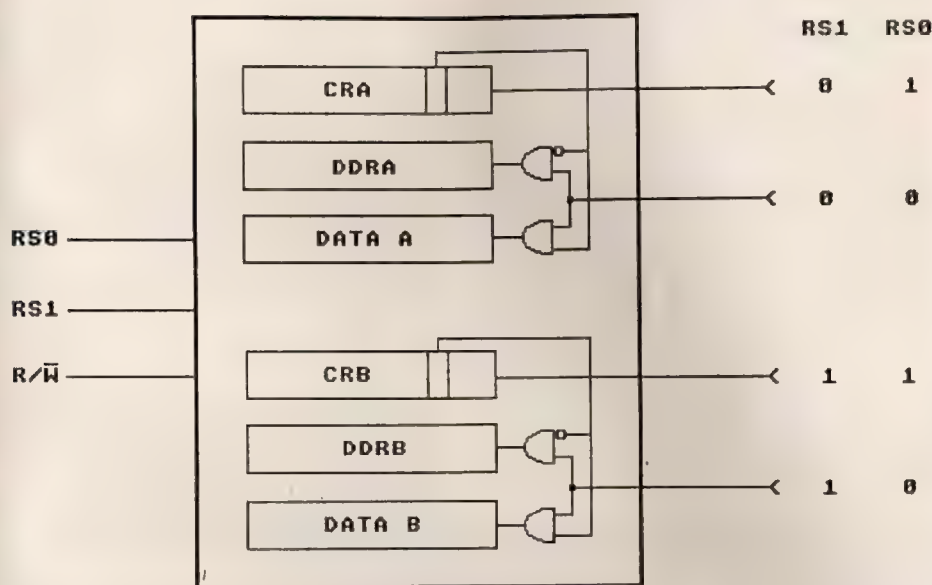 RS1 RS0
CRA 0 1
DDRA
0 0
DATA A
RS0
RS1
CRB 1 1
R/W̅
DDRB
1 0
DATA B